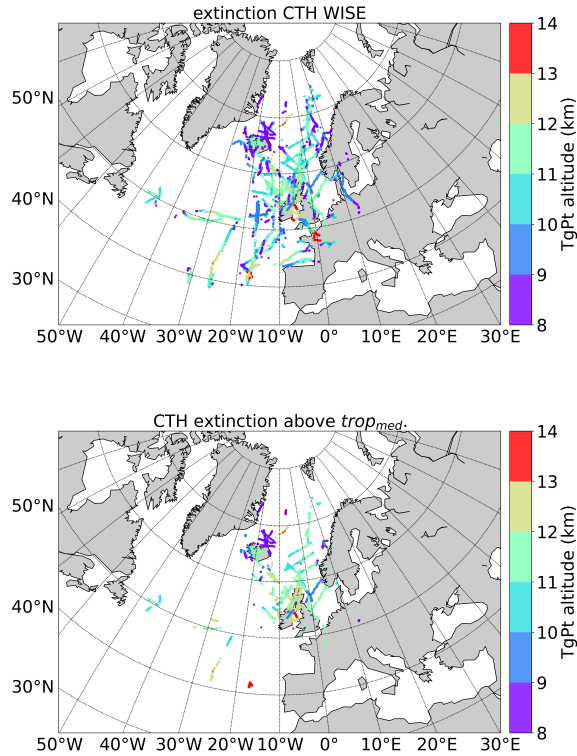 extinction CTH WISE
50°N
40°N
30°N
50°W 40°W 30°W 20°W 10°W 0° 10°E 20°E 30°E
14
13
12
11
10
9
8
TgPt altitude (km)
CTH extinction above trop_med.
50°N
40°N
30°N
50°W 40°W 30°W 20°W 10°W 0° 10°E 20°E 30°E
14
13
12
11
10
9
8
TgPt altitude (km)